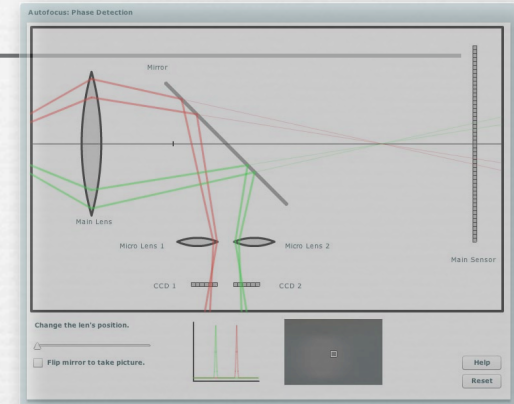 Autofocus: Phase Detection
Mirror
Main Lens
Micro Lens 1
Micro Lens 2
Main Sensor
CCD 1
CCD 2
Change the len's position.
Flip mirror to take picture.
Help
Reset